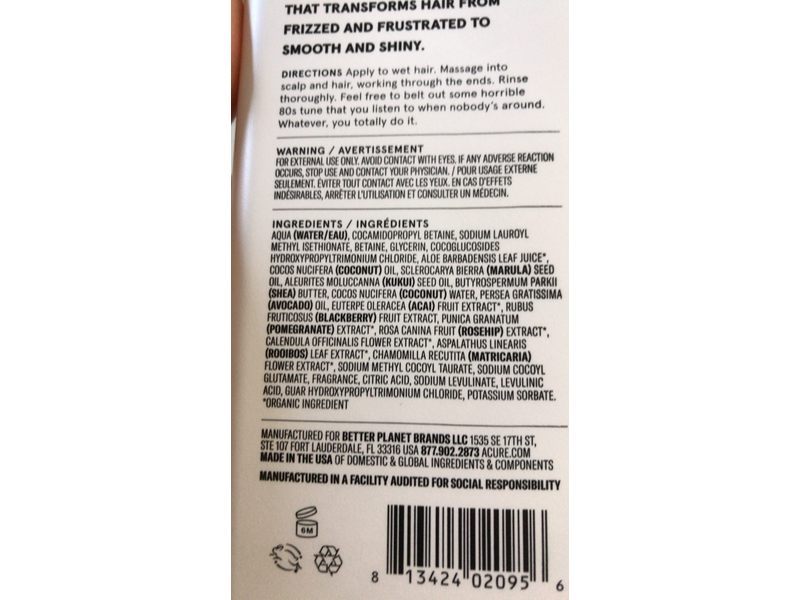 THAT TRANSFORMS HAIR FROM
FRIZZED AND FRUSTRATED TO
SMOOTH AND SHINY.
DIRECTIONS Apply to wet hair. Massage into
scalp and hair, working through the ends. Rinse
thoroughly. Feel free to belt out some horrible
80s tune that you listen to when nobody's around.
Whatever, you totally do it.
WARNING / AVERTISSEMENT
FOR EXTERNAL USE ONLY. AVOID CONTACT WITH EYES. IF ANY ADVERSE REACTION
OCCURS, STOP USE AND CONTACT YOUR PHYSICIAN. / POUR USAGE EXTERNE
SEULEMENT. ÉVITER TOUT CONTACT AVEC LES YEUX. EN CAS D'EFFETS
INDÉSIRABLES, ARRÊTER L'UTILISATION ET CONSULTER UN MÉDECIN.
INGREDIENTS / INGRÉDIENTS
AQUA (WATER/EAU), COCAMIDOPROPYL BETAINE, SODIUM LAUROYL
METHYL ISETHIONATE, BETAINE, GLYCERIN, COCOGLUCOSIDES
HYDROXYPROPYLTRIMONIUM CHLORIDE, ALOE BARBADENSIS LEAF JUICE*,
COCOS NUCIFERA (COCONUT) OIL, SCLEROCARYA BIERRA (MARULA) SEED
OIL, ALEURITES MOLUCCANNA (KUKUI) SEED OIL, BUTYROSPERMUM PARKII
(SHEA) BUTTER, COCOS NUCIFERA (COCONUT) WATER, PERSEA GRATISSIMA
(AVOCADO) OIL, EUTERPE OLERACEA (ACAI) FRUIT EXTRACT*, RUBUS
FRUTICOSUS (BLACKBERRY) FRUIT EXTRACT, PUNICA GRANATUM
(POMEGRANATE) EXTRACT*, ROSA CANINA FRUIT (ROSEHIP) EXTRACT*,
CALENDULA OFFICINALIS FLOWER EXTRACT*, ASPALATHUS LINEARIS
(ROOIBOS) LEAF EXTRACT*, CHAMOMILLA RECUTITA (MATRICARIA)
FLOWER EXTRACT*, SODIUM METHYL COCOYL TAURATE, SODIUM COCOYL
GLUTAMATE, FRAGRANCE, CITRIC ACID, SODIUM LEVULINATE, LEVULINIC
ACID, GUAR HYDROXYPROPYLTRIMONIUM CHLORIDE, POTASSIUM SORBATE.
*ORGANIC INGREDIENT
MANUFACTURED FOR BETTER PLANET BRANDS LLC 1535 SE 17TH ST,
STE 107 FORT LAUDERDALE, FL 33316 USA 877.902.2873 ACURE.COM
MADE IN THE USA OF DOMESTIC & GLOBAL INGREDIENTS & COMPONENTS
MANUFACTURED IN A FACILITY AUDITED FOR SOCIAL RESPONSIBILITY
6M
8 13424 02095 6